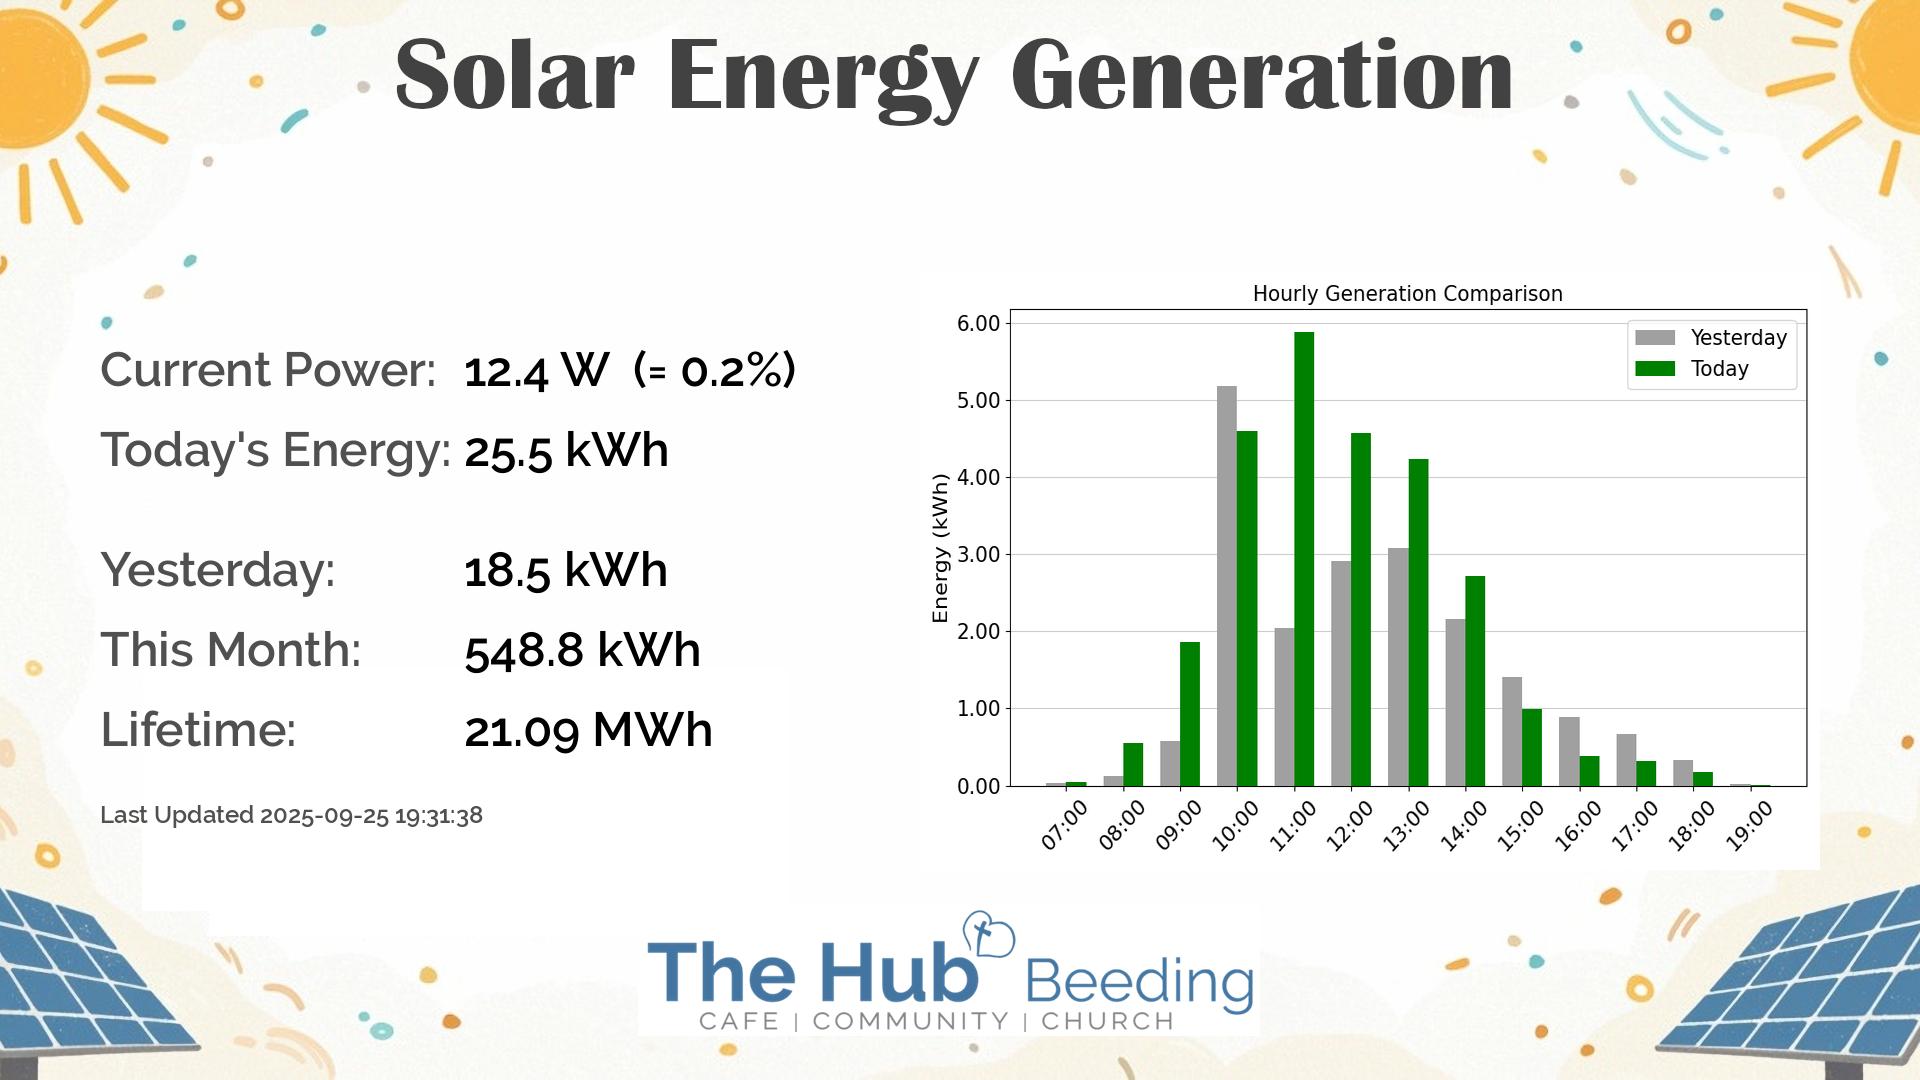 Solar Energy Generation
Current Power: 12.4 W (= 0.2%)
Today's Energy: 25.5 kWh
Yesterday: 18.5 kWh
This Month: 548.8 kWh
Lifetime: 21.09 MWh
Last Updated 2025-09-25 19:31:38
Hourly Generation Comparison
Yesterday
Today
Energy (kWh)
6.00
5.00
4.00
3.00
2.00
1.00
0.00
07:00 08:00 09:00 10:00 11:00 12:00 13:00 14:00 15:00 16:00 17:00 18:00 19:00
The Hub Beeding
CAFE | COMMUNITY | CHURCH